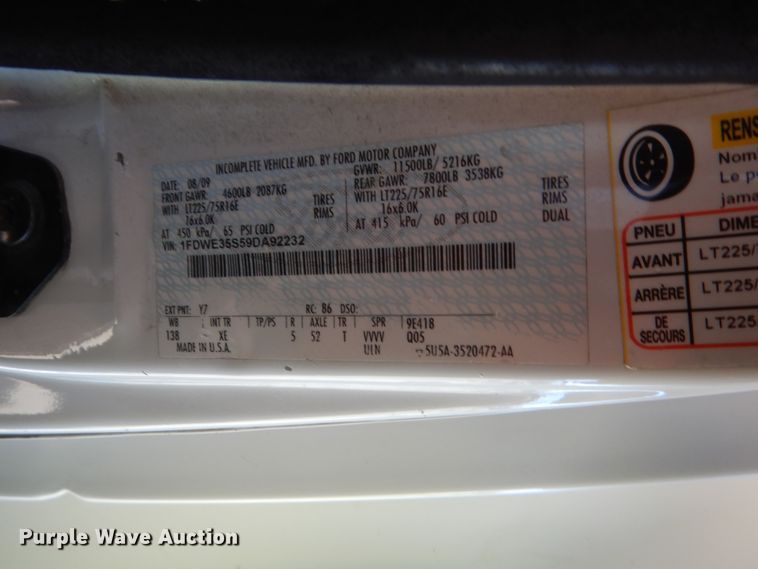 INCOMPLETE VEHICLE MFD. BY FORD MOTOR COMPANY
DATE: 08/09 GVWR: 11500LB/ 5216KG
FRONT GAWR: 4600LB 2087KG REAR GAWR: 7800LB 3538KG
WITH LT225/75R16E TIRES WITH LT225/75R16E TIRES
16x6.0K RIMS 16x6.0K RIMS
AT 450 kPa/ 65 PSI COLD AT 415 kPa/ 60 PSI COLD DUAL
VIN: 1FDWE35S59DA92232
EXT PNT: Y7 RC: 86 DSO:
WB INT TR TP/PS R AXLE TR SPR 9E418
138 XE 5 52 T VVVV Q05
MADE IN U.S.A. UIN 5U5A-3520472-AA
RENS
Nom
Le p
jama
PNEU DIME
AVANT LT225/
ARRÈRE LT225/
DE SECOURS LT225
Purple Wave Auction